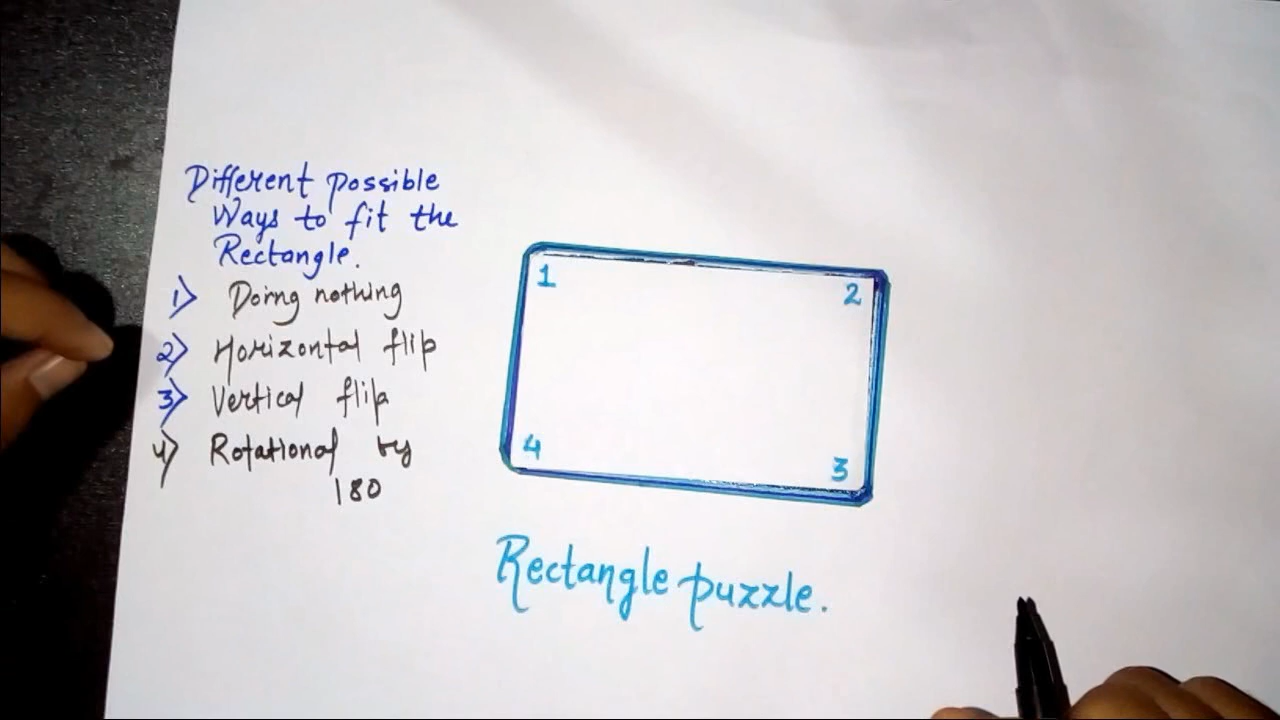 Different possible
Ways to fit the
Rectangle.
1) Doing nothing
2) Horizontal flip
3) Vertical flip
4) Rotational by
180
1 2
4 3
Rectangle puzzle.